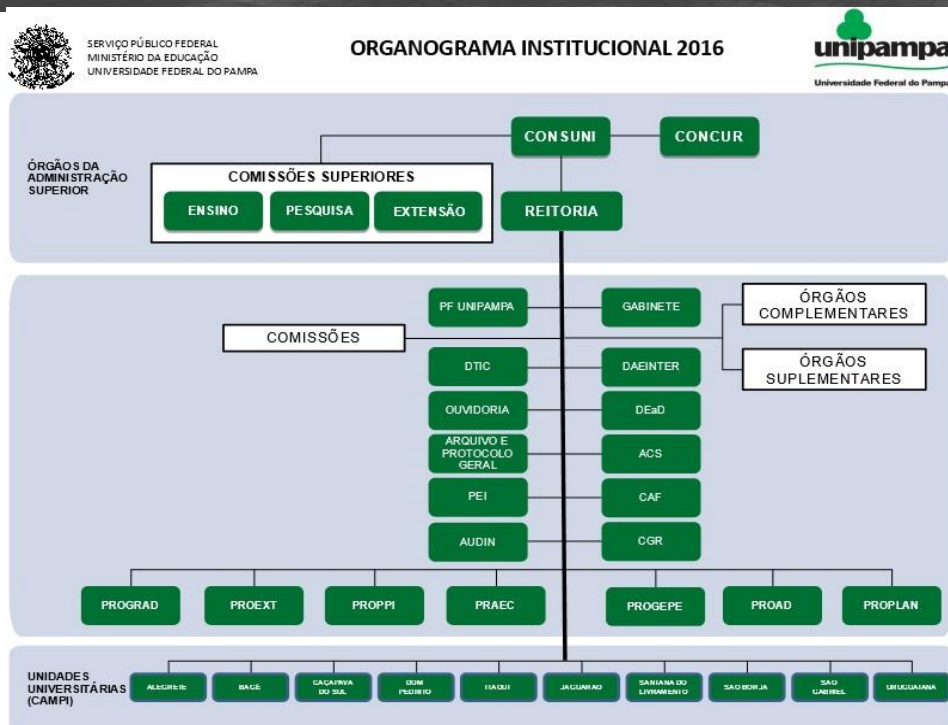 SERVIÇO PÚBLICO FEDERAL
MINISTÉRIO DA EDUCAÇÃO
UNIVERSIDADE FEDERAL DO PAMPA
ORGANOGRAMA INSTITUCIONAL 2016
unipampa
Universidade Federal do Pampa
ÓRGÃOS DA
ADMINISTRAÇÃO
SUPERIOR
CONSUNI
CONCUR
COMISSÕES SUPERIORES
ENSINO
PESQUISA
EXTENSÃO
REITORIA
PF UNIPAMPA
GABINETE
ÓRGÃOS
COMPLEMENTARES
COMISSÕES
ÓRGÃOS
SUPLEMENTARES
DTIC
DAEINTER
OUVIDORIA
DEaD
ARQUIVO E
PROTOCOLO
GERAL
ACS
PEI
CAF
AUDIN
CGR
PROGRAD
PROEXT
PROPPI
PRAEC
PROGEPE
PROAD
PROPLAN
UNIDADES
UNIVERSITÁRIAS
(CAMPI)
ALEGRETE
BAGÉ
CAÇAPAVA
DO SUL
DOM
PEDRITO
ITAQUI
JAGUARÃO
SANTANA DO
LIVRAMENTO
SÃO BORJA
SÃO
GABRIEL
URUGUAIANA